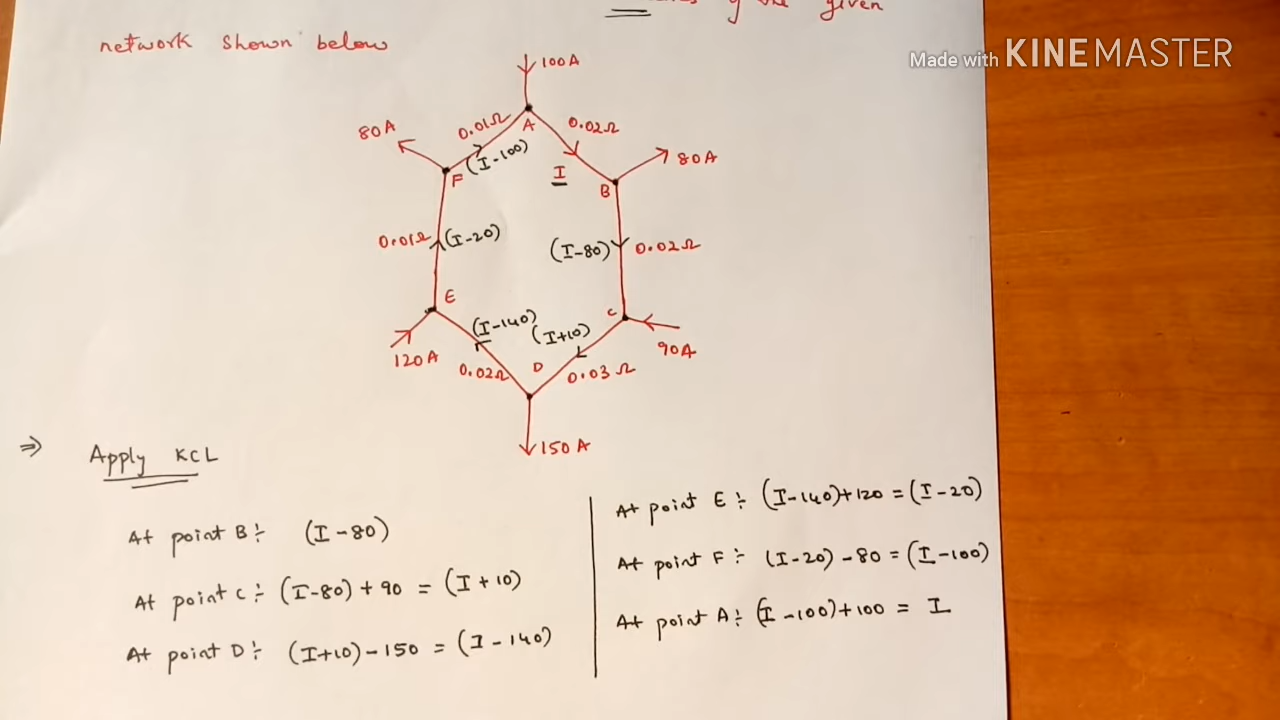 of the given
network shown below
Made with KINEMASTER
100A
80A
0.01Ω
A
0.02Ω
(I-100)
F
I
80A
B
0.01Ω
(I-20)
(I-80)
0.02Ω
E
C
(I-140)
(I+10)
90A
120A
0.02Ω
D
0.03Ω
150A
⇒ Apply KCL
At point B÷ (I-80)
At point C÷ (I-80)+90 = (I+10)
At point D÷ (I+10)-150 = (I-140)
At point E÷ (I-140)+120 = (I-20)
At point F÷ (I-20)-80 = (I-100)
At point A÷ (I-100)+100 = I